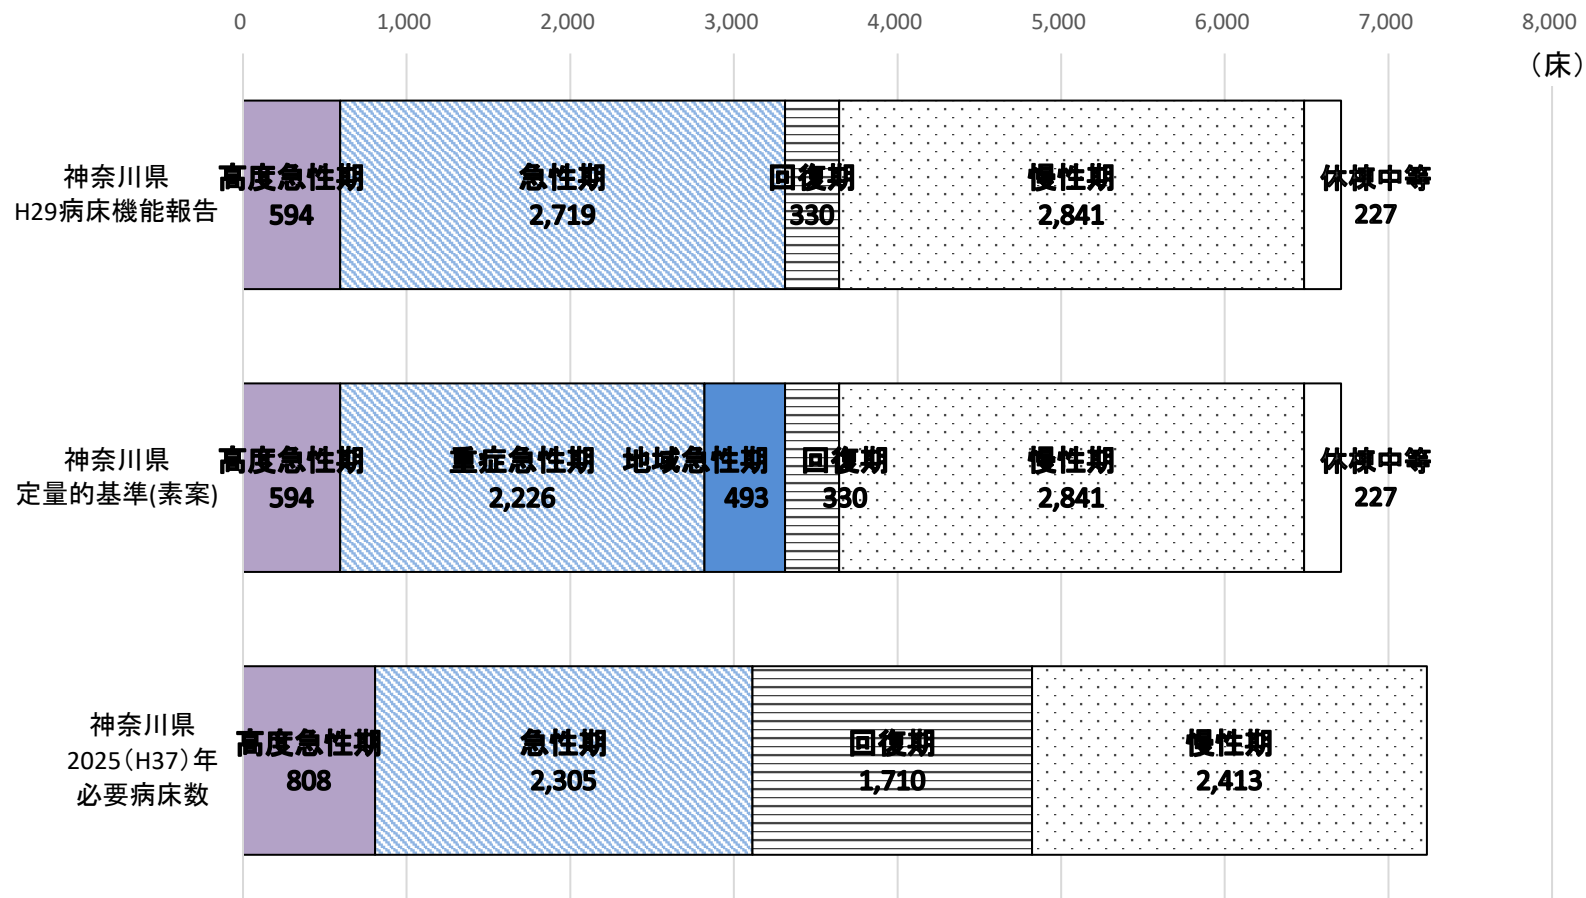 0 1,000 2,000 3,000 4,000 5,000 6,000 7,000 8,000
（床）
神奈川県
H29病床機能報告
高度急性期 急性期 回復期 慢性期 休棟中等
594 2,719 330 2,841 227
神奈川県
定量的基準(素案)
高度急性期 重症急性期 地域急性期 回復期 慢性期 休棟中等
594 2,226 493 330 2,841 227
神奈川県
2025（H37）年
必要病床数
高度急性期 急性期 回復期 慢性期
808 2,305 1,710 2,413